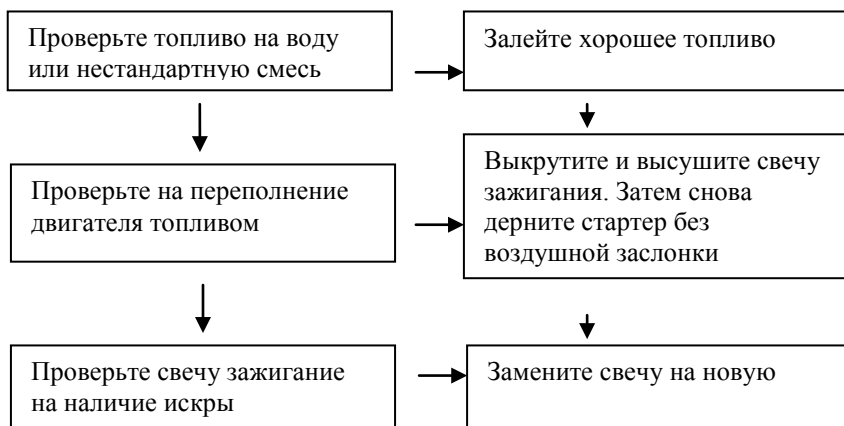 Проверьте топливо на воду
или нестандартную смесь
Залейте хорошее топливо
Проверьте на переполнение
двигателя топливом
Выкрутите и высушите свечу
зажигания. Затем снова
дерните стартер без
воздушной заслонки
Проверьте свечу зажигание
на наличие искры
Замените свечу на новую